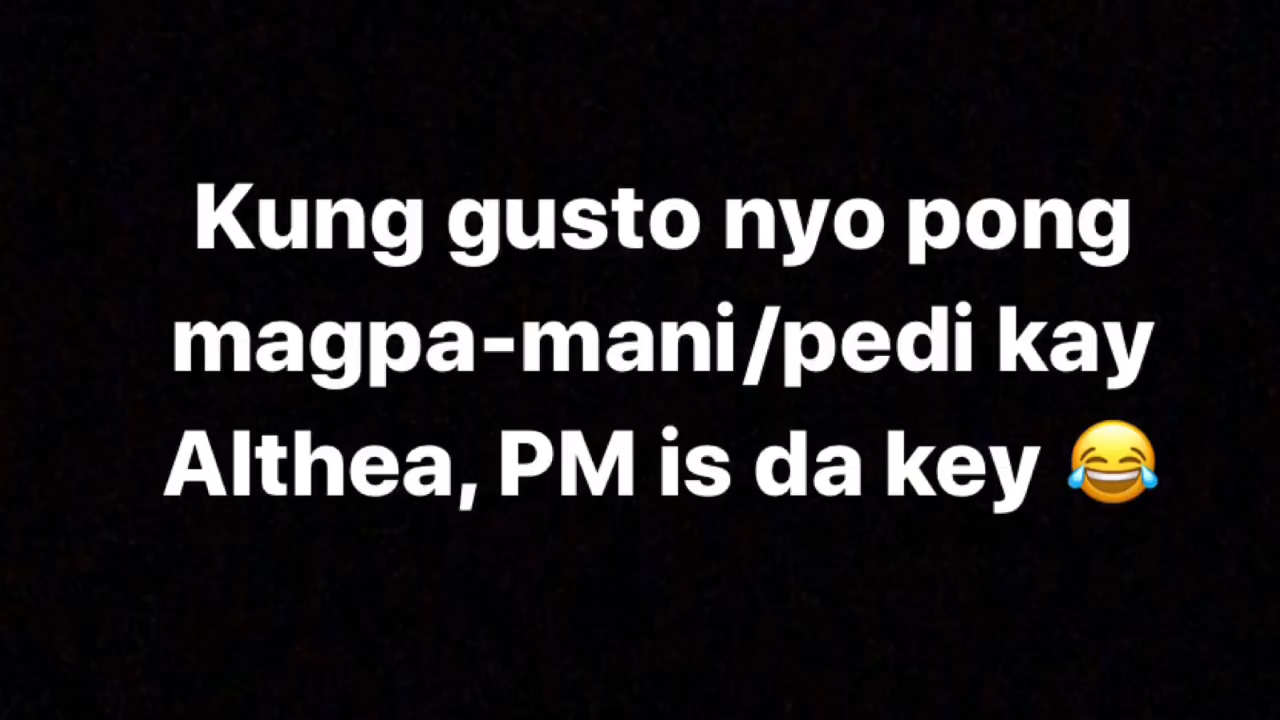 Kung gusto nyo pong
magpa-mani/pedi kay
Althea, PM is da key 😂